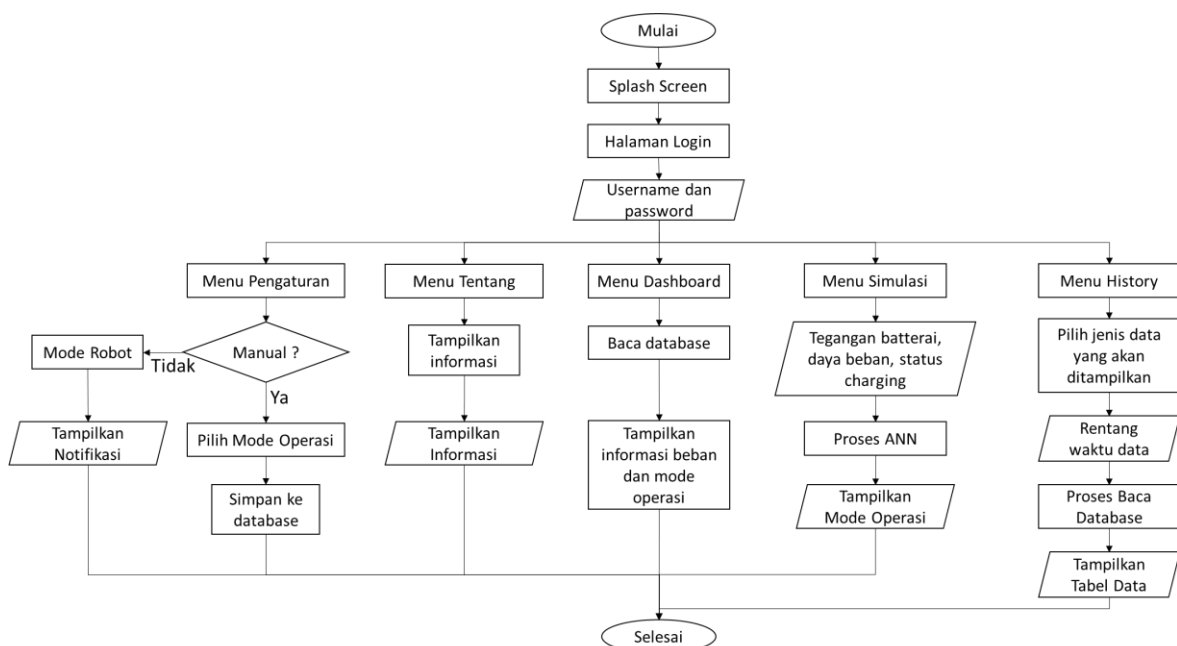 Mulai
Splash Screen
Halaman Login
Username dan
password
Menu Pengaturan
Menu Tentang
Menu Dashboard
Menu Simulasi
Menu History
Mode Robot
Tidak
Manual ?
Ya
Tampilkan
Notifikasi
Pilih Mode Operasi
Simpan ke
database
Tampilkan
informasi
Tampilkan
Informasi
Baca database
Tampilkan
informasi beban
dan mode
operasi
Tegangan batterai,
daya beban, status
charging
Proses ANN
Tampilkan
Mode Operasi
Pilih jenis data
yang akan
ditampilkan
Rentang
waktu data
Proses Baca
Database
Tampilkan
Tabel Data
Selesai